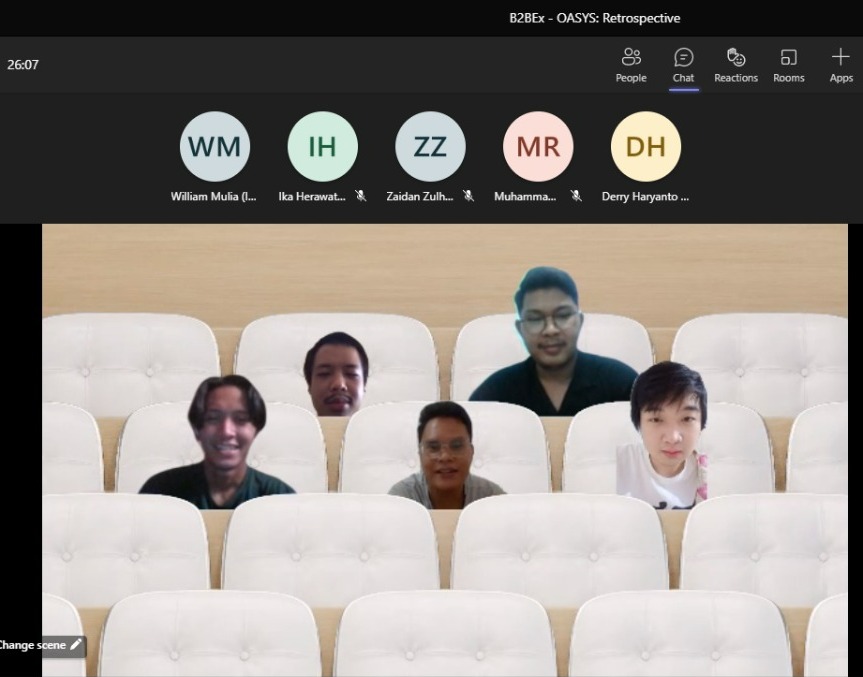 B2BEx - OASYS: Retrospective
26:07
People
Chat
Reactions
Rooms
Apps
WM
IH
ZZ
MR
DH
William Mulia (I...
Ika Herawat...
Zaidan Zulh...
Muhamma...
Derry Haryanto ...
Change scene